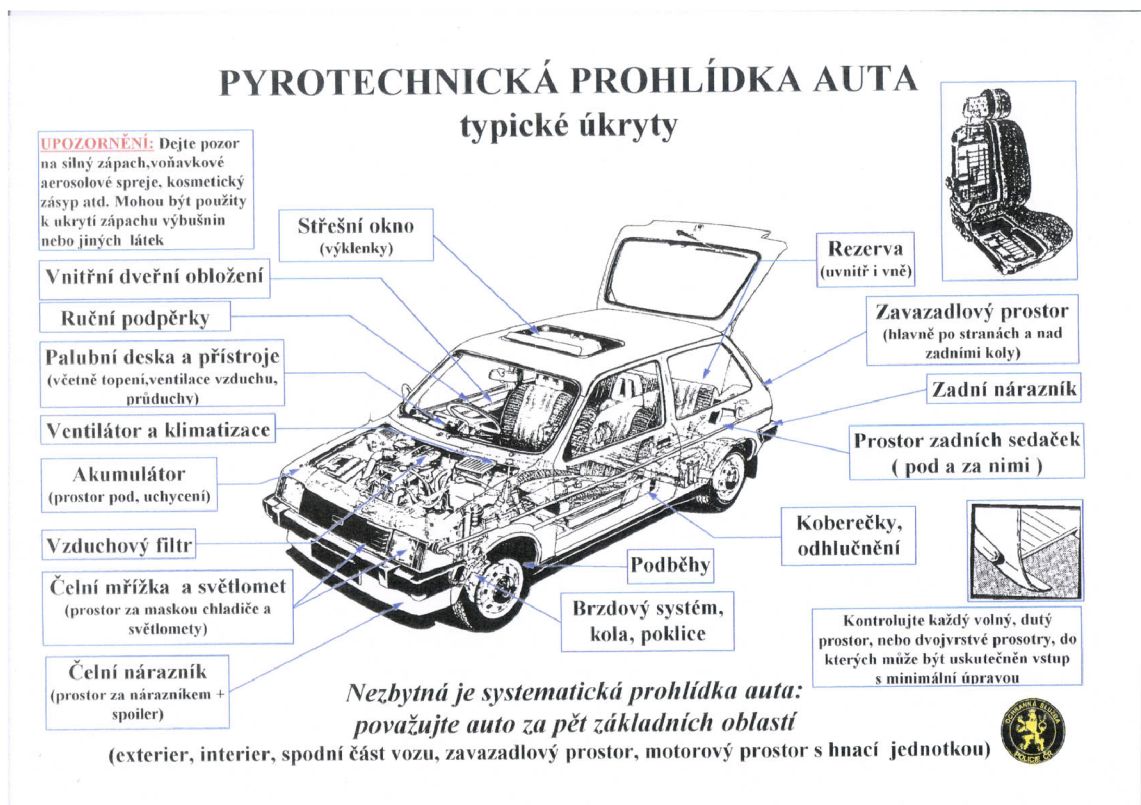 PYROTECHNICKÁ PROHLÍDKA AUTA
typické úkryty
UPOZORNĚNÍ: Dejte pozor
na silný zápach,voňavkové
aerosolové spreje, kosmetický
zásyp atd. Mohou být použity
k ukrytí zápachu výbušnin
nebo jiných látek
Střešní okno
(výklenky)
Vnitřní dveřní obložení
Ruční podpěrky
Palubní deska a přístroje
(včetně topení,ventilace vzduchu,
průduchy)
Ventilátor a klimatizace
Akumulátor
(prostor pod, uchycení)
Vzduchový filtr
Čelní mřížka a světlomet
(prostor za maskou chladiče a
světlomety)
Čelní nárazník
(prostor za nárazníkem +
spoiler)
Rezerva
(uvnitř i vně)
Zavazadlový prostor
(hlavně po stranách a nad
zadními koly)
Zadní nárazník
Prostor zadních sedaček
( pod a za nimi )
Koberečky,
odhlučnění
Podběhy
Brzdový systém,
kola, poklice
Kontrolujte každý volný, dutý
prostor, nebo dvojvrstvé prosotry, do
kterých může být uskutečněn vstup
s minimální úpravou
Nezbytná je systematická prohlídka auta:
považujte auto za pět základních oblastí
(exterier, interier, spodní část vozu, zavazadlový prostor, motorový prostor s hnací jednotkou)
OCHRANNÁ SLUŽBA
POLICIE ČR